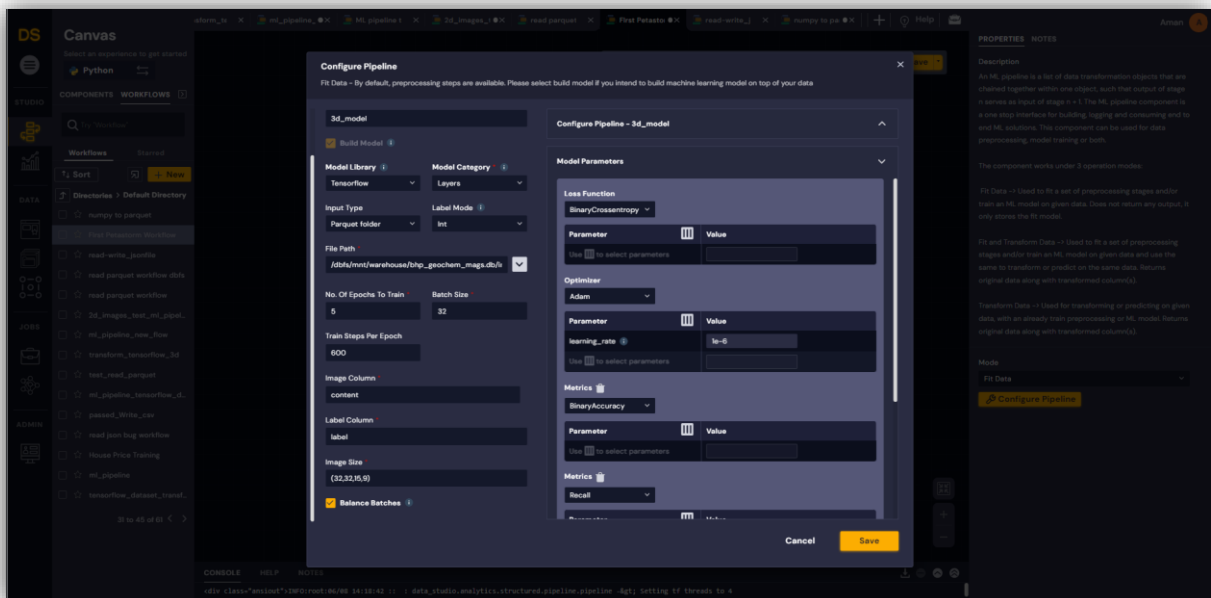 DS
Canvas
Select an experience to get started
Python
COMPONENTS WORKFLOWS
Try 'Workflow'
Workflows Starred
Sort + New
Directories > Default Directory
numpy to parquet
First Petastorm Workflow
read-write_jsonfile
read parquet workflow dbfs
read parquet workflow
3d_images_test_ml_pipel...
ml_pipeline_new_flow
transform_tensorflow_3d
test_read_parquet
ml_pipeline_tensorflow_d...
passed_Write_csv
read json bug workflow
House Price Training
ml_pipeline
tensorflow_dataset_transf...
31 to 45 of 61
STUDIO
DATA
JOBS
ADMIN
ml_pipeline_
ML pipeline t
3d_images_
read parquet
First Petastor
read-write_j
numpy to pa
Help
Aman A
Configure Pipeline
Fit Data - By default, preprocessing steps are available. Please select build model if you intend to build machine learning model on top of your data
3d_model
Build Model
Model Library
Model Category *
Tensorflow
Layers
Input Type
Label Mode
Parquet folder
Int
File Path *
/dbfs/mnt/warehouse/bhp_geochem_mags.db/
No. Of Epochs To Train *
Batch Size *
5
32
Train Steps Per Epoch
600
Image Column *
content
Label Column *
label
Image Size *
(32,32,15,9)
Balance Batches
Configure Pipeline - 3d_model
Model Parameters
Loss Function
BinaryCrossentropy
Parameter Value
Use to select parameters
Optimizer
Adam
Parameter Value
learning_rate 1e-6
Use to select parameters
Metrics
BinaryAccuracy
Parameter Value
Use to select parameters
Metrics
Recall
Parameter Value
Cancel
Save
PROPERTIES NOTES
Description
An ML pipeline is a list of data transformation objects that are
chained together within one object, such that output of stage
n serves as input of stage n + 1. The ML pipeline component is
a one stop interface for building, logging and consuming end to
end ML solutions. This component can be used for data
preprocessing, model training or both.
The component works under 3 operation modes:
Fit Data -> Used to fit a set of preprocessing stages and/or
train an ML model on given data. Does not return any output, it
only stores the fit model.
Fit and Transform Data -> Used to fit a set of preprocessing
stages and/or train an ML model on given data and use the
same to transform or predict on the same data. Returns
original data along with transformed column(s).
Transform Data -> Used for transforming or predicting on given
data, with an already train preprocessing or ML model. Returns
original data along with transformed column(s).
Mode
Fit Data
Configure Pipeline
CONSOLE HELP NOTES
<div class="ansiout">INFO:root:06/08 14:18:42 :: : data_studio.analytics.structured.pipeline.pipeline -&gt; Setting tf threads to 4